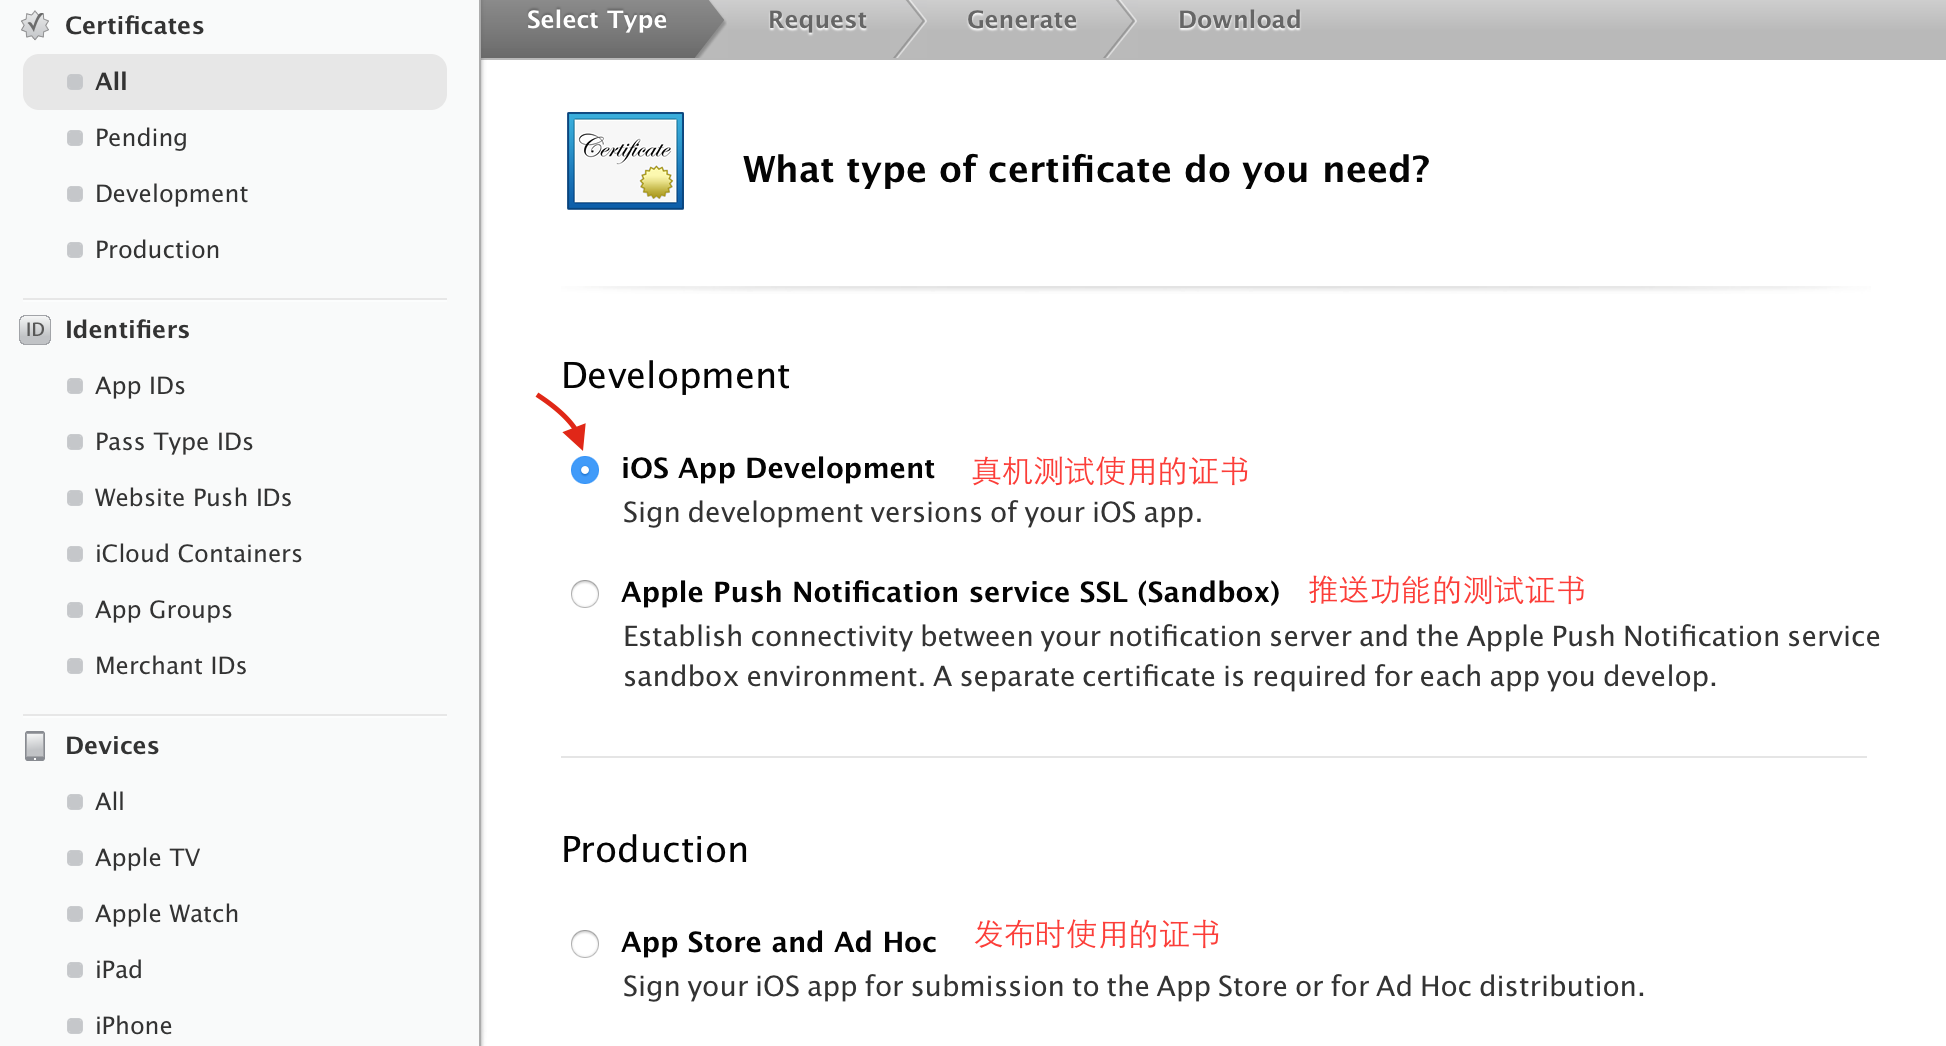 Certificates
All
Pending
Development
Production
ID
Identifiers
App IDs
Pass Type IDs
Website Push IDs
iCloud Containers
App Groups
Merchant IDs
Devices
All
Apple TV
Apple Watch
iPad
iPhone
Select Type
Request
Generate
Download
Certificate
What type of certificate do you need?
Development
iOS App Development 真机测试使用的证书
Sign development versions of your iOS app.
Apple Push Notification service SSL (Sandbox) 推送功能的测试证书
Establish connectivity between your notification server and the Apple Push Notification service
sandbox environment. A separate certificate is required for each app you develop.
Production
App Store and Ad Hoc 发布时使用的证书
Sign your iOS app for submission to the App Store or for Ad Hoc distribution.